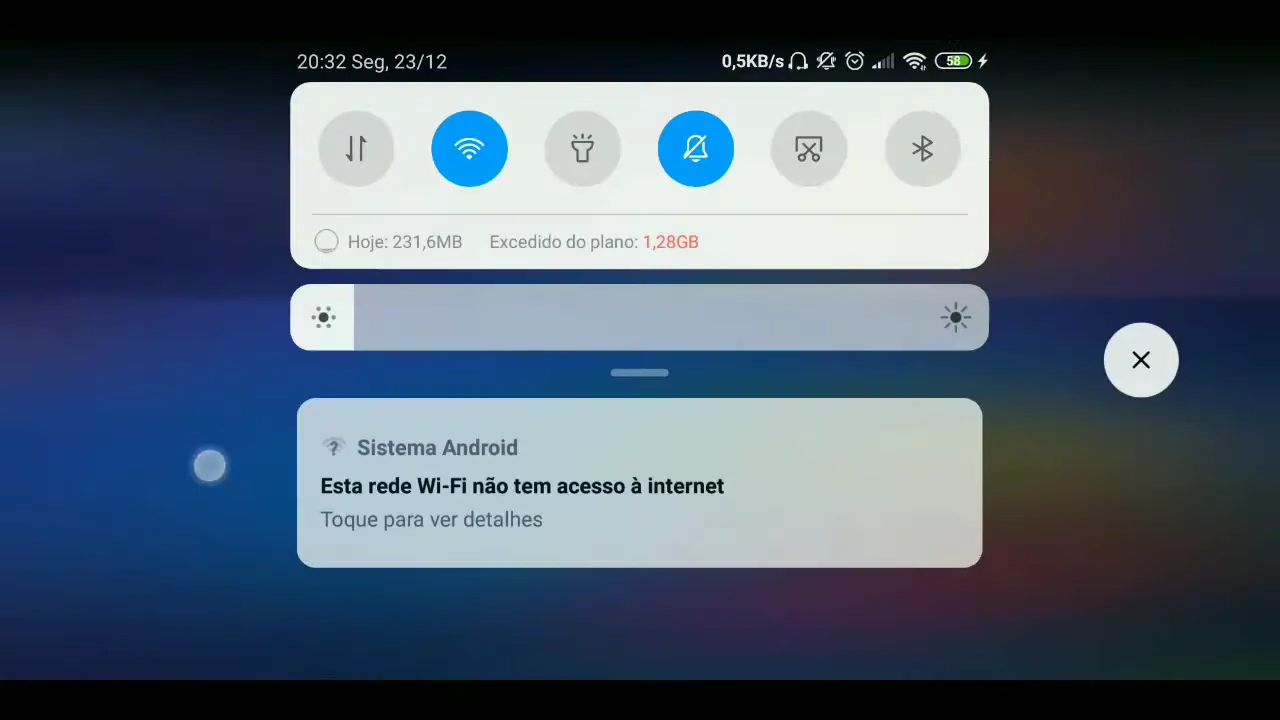 20:32 Seg, 23/12
0,5KB/s
58
Hoje: 231,6MB Excedido do plano: 1,28GB
Sistema Android
Esta rede Wi-Fi não tem acesso à internet
Toque para ver detalhes